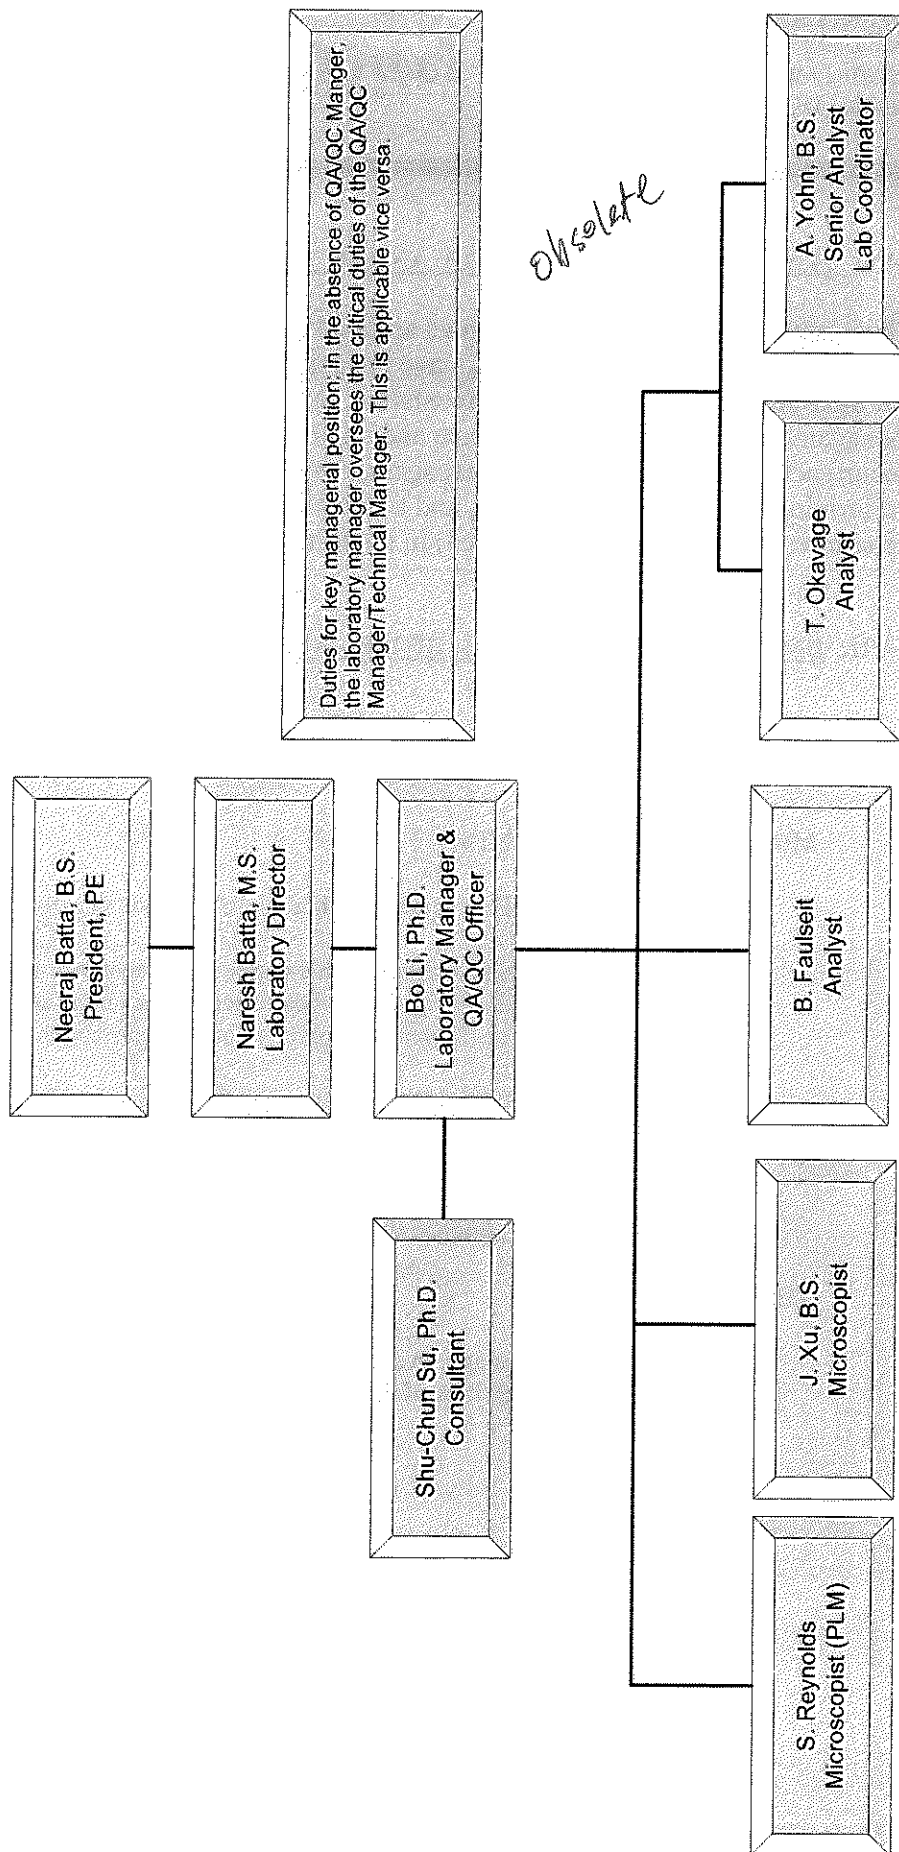 Neeraj Batta, B.S.
President, PE
Naresh Batta, M.S.
Laboratory Director
Duties for key managerial position; in the absence of QA/QC Manger,
the laboratory manager oversees the critical duties of the QA/QC
Manager/Technical Manager. This is applicable vice versa.
Shu-Chun Su, Ph.D.
Consultant
Bo Li, Ph.D.
Laboratory Manager &
QA/QC Officer
Obsolete
S. Reynolds
Microscopist (PLM)
J. Xu, B.S.
Microscopist
B. Faulseit
Analyst
T. Okavage
Analyst
A. Yohn, B.S.
Senior Analyst
Lab Coordinator